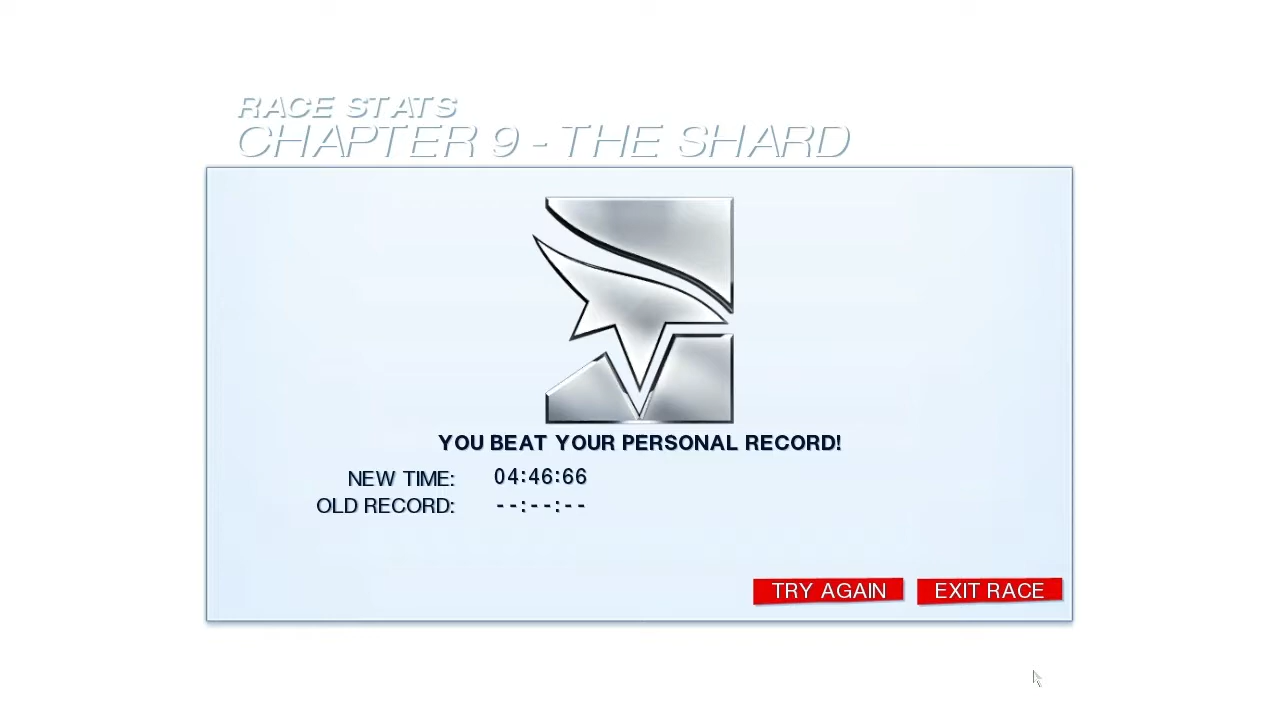 RACE STATS
CHAPTER 9 - THE SHARD
YOU BEAT YOUR PERSONAL RECORD!
NEW TIME: 04:46:66
OLD RECORD: --:--:--
TRY AGAIN EXIT RACE